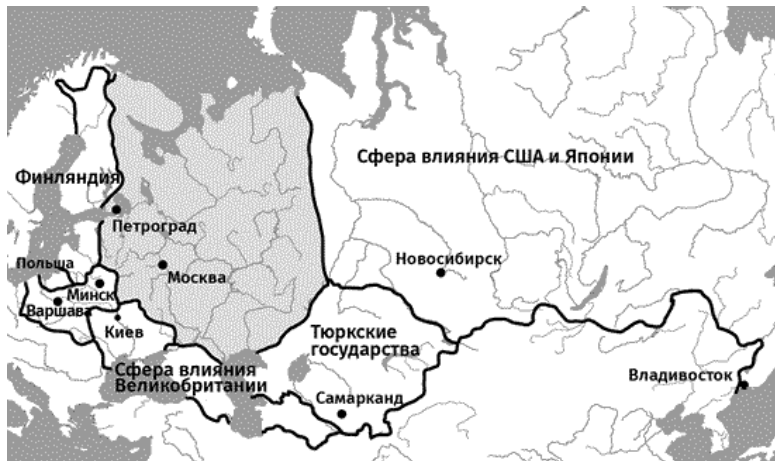 Сфера влияния США и Японии
Финляндия
Петроград
Новосибирск
Польша
Москва
Минск
Варшава
Киев
Тюркские
государства
Сфера влияния
Великобритании
Владивосток
Самарканд